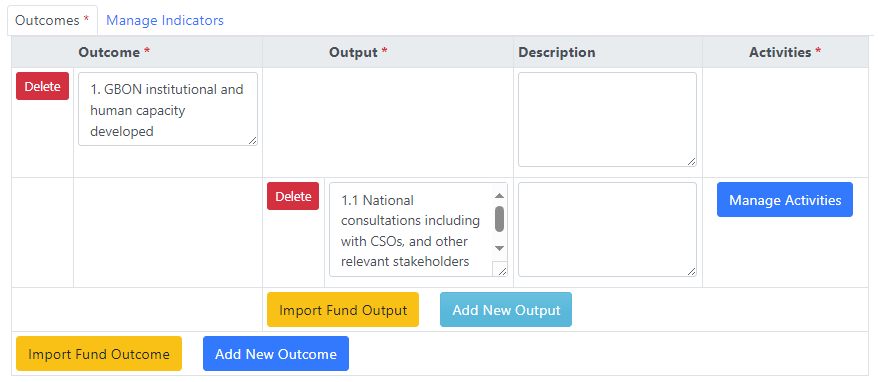 Outcomes * Manage Indicators
Outcome * Output * Description Activities *
Delete
1. GBON institutional and
human capacity
developed
Delete
1.1 National
consultations including
with CSOs, and other
relevant stakeholders
Manage Activities
Import Fund Output Add New Output
Import Fund Outcome Add New Outcome